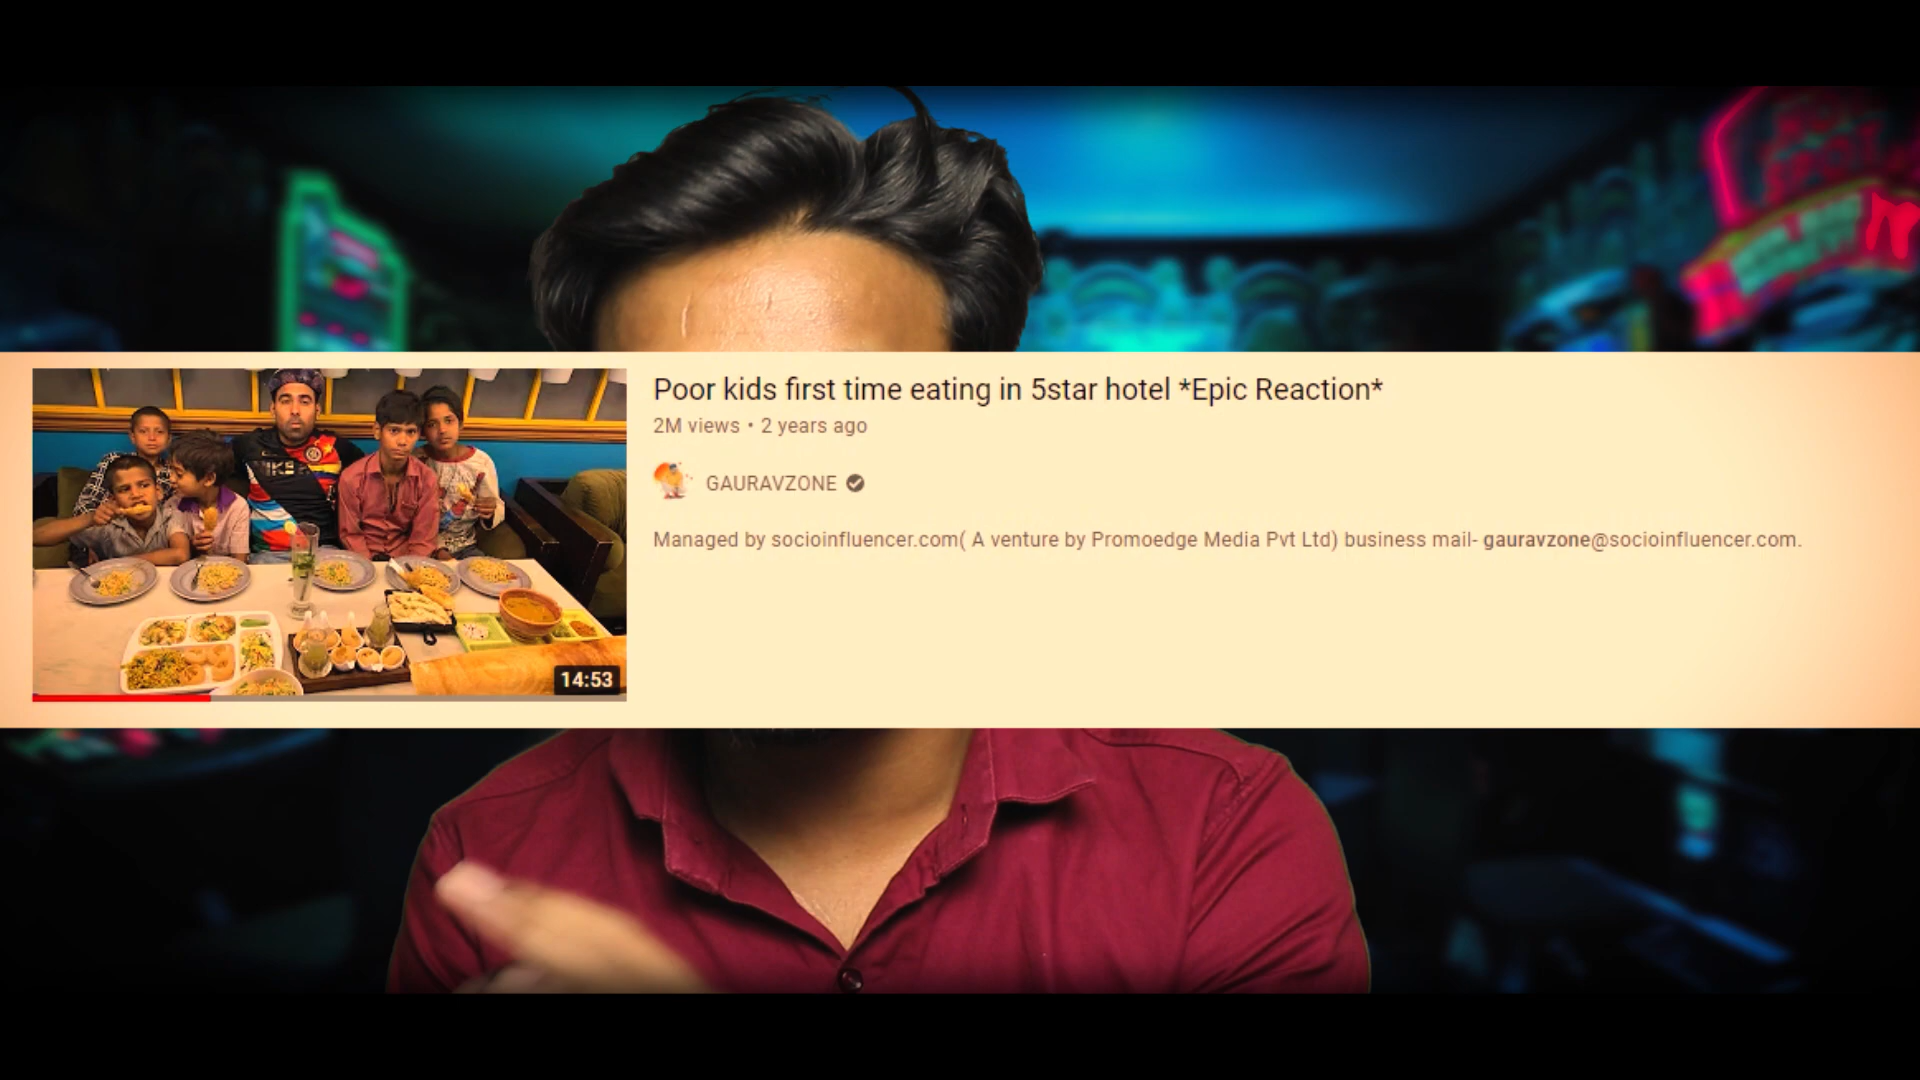 Poor kids first time eating in 5star hotel *Epic Reaction*
2M views • 2 years ago
GAURAVZONE
Managed by socioinfluencer.com( A venture by Promoedge Media Pvt Ltd) business mail- gauravzone@socioinfluencer.com.
14:53